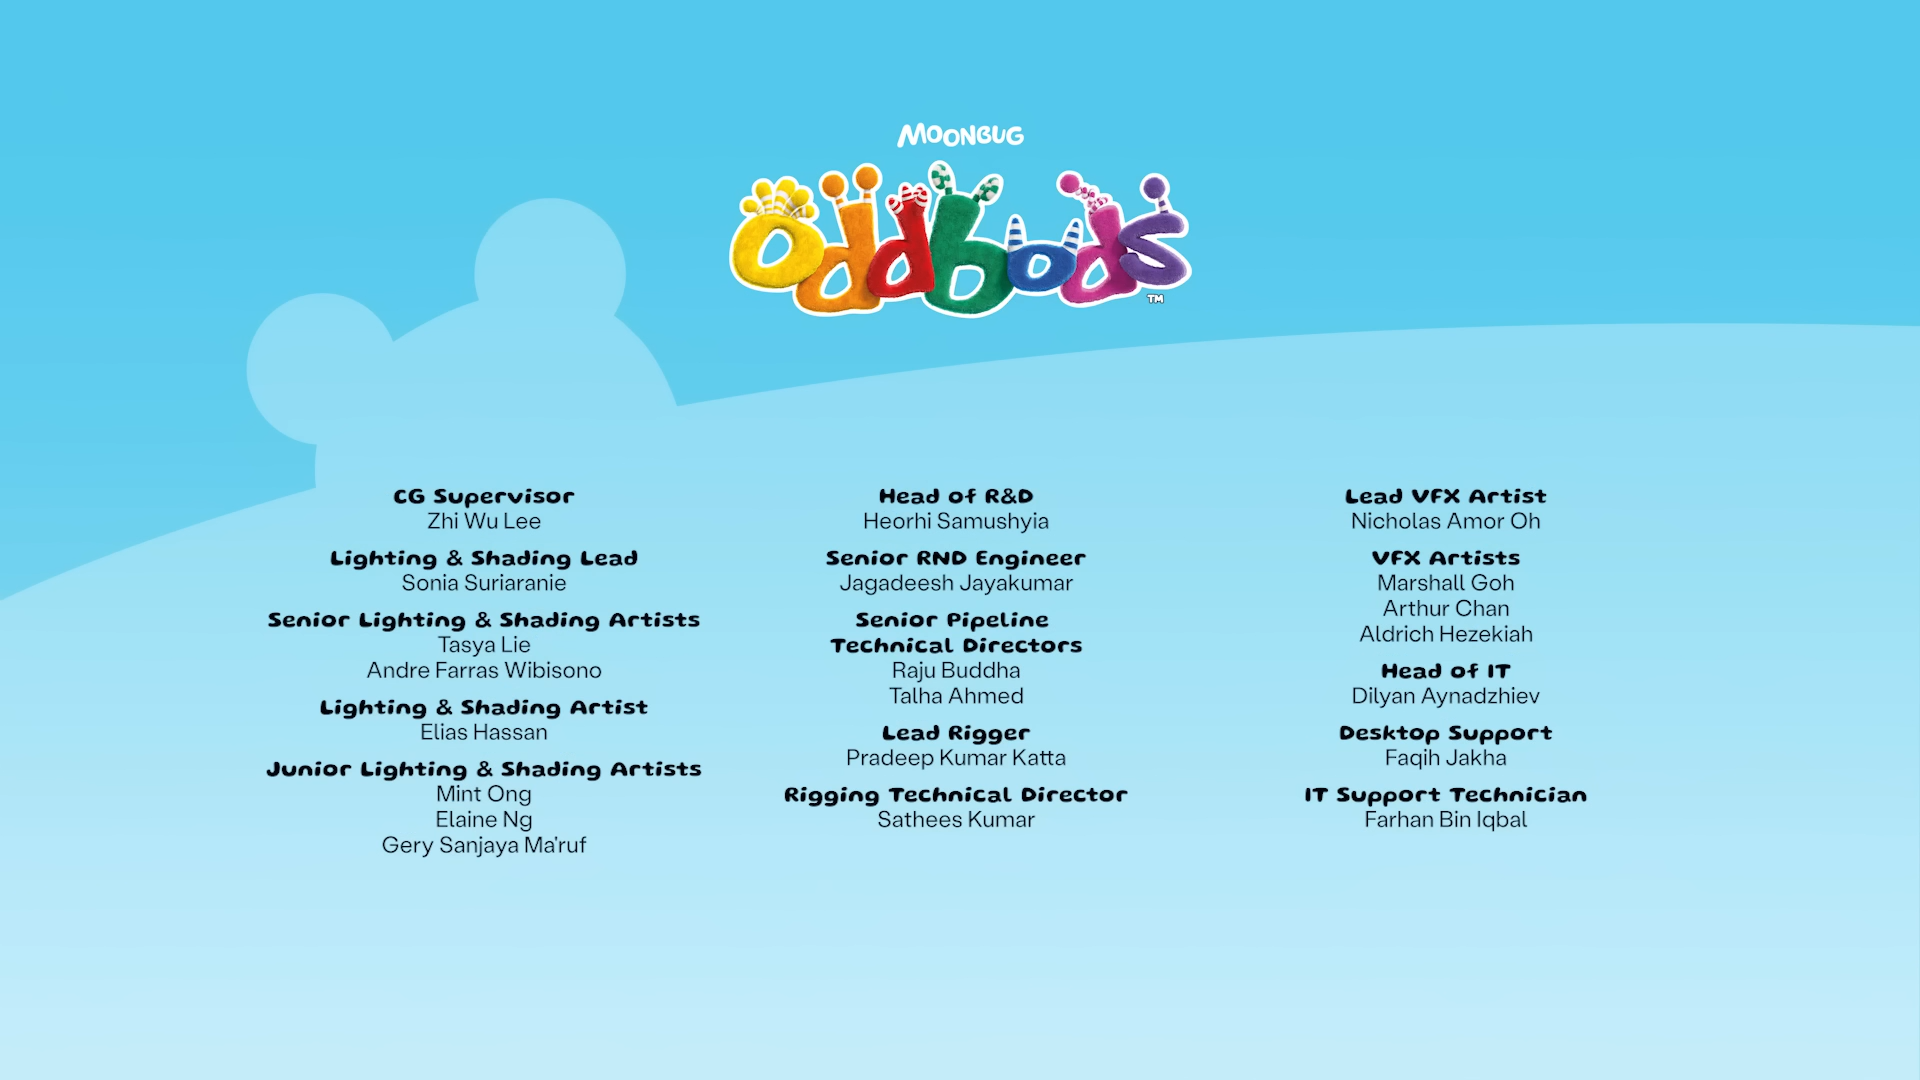 MOONBUG
oddbods
TM
CG Supervisor
Zhi Wu Lee
Lighting & Shading Lead
Sonia Suriaranie
Senior Lighting & Shading Artists
Tasya Lie
Andre Farras Wibisono
Lighting & Shading Artist
Elias Hassan
Junior Lighting & Shading Artists
Mint Ong
Elaine Ng
Gery Sanjaya Ma'ruf
Head of R&D
Heorhi Samushyia
Senior RND Engineer
Jagadeesh Jayakumar
Senior Pipeline
Technical Directors
Raju Buddha
Talha Ahmed
Lead Rigger
Pradeep Kumar Katta
Rigging Technical Director
Sathees Kumar
Lead VFX Artist
Nicholas Amor Oh
VFX Artists
Marshall Goh
Arthur Chan
Aldrich Hezekiah
Head of IT
Dilyan Aynadzhiev
Desktop Support
Faqih Jakha
IT Support Technician
Farhan Bin Iqbal